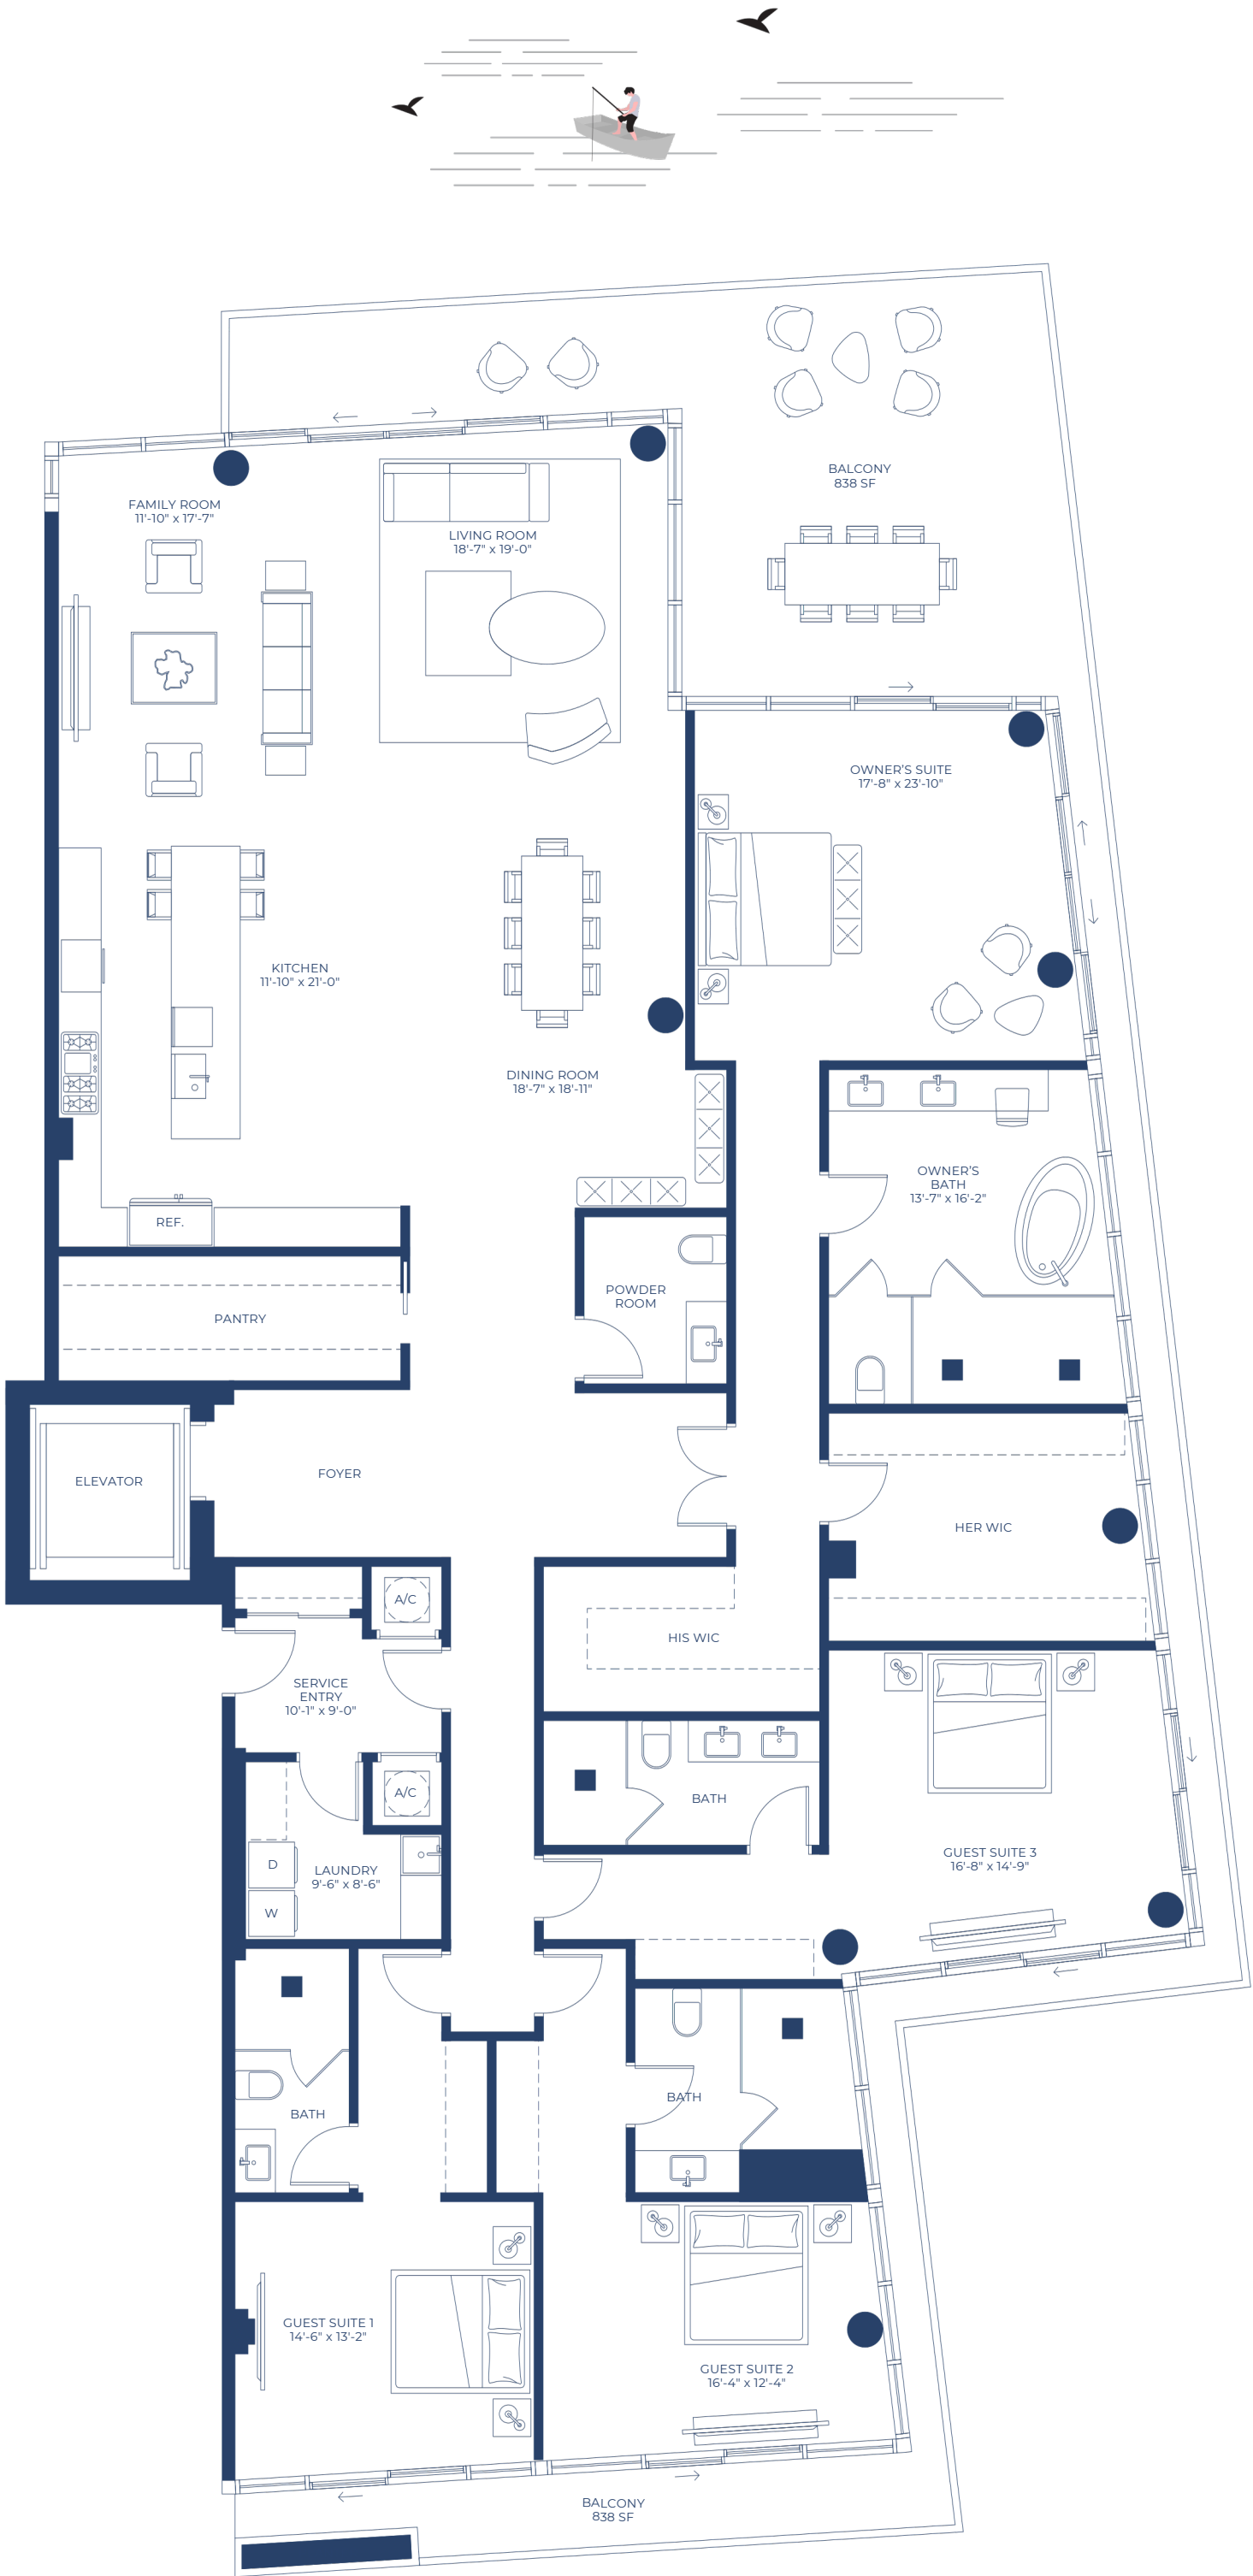 BALCONY
838 SF
FAMILY ROOM
11'-10" x 17'-7"
LIVING ROOM
18'-7" x 19'-0"
OWNER'S SUITE
17'-8" x 23'-10"
KITCHEN
11'-10" x 21'-0"
DINING ROOM
18'-7" x 18'-11"
OWNER'S
BATH
13'-7" x 16'-2"
REF.
POWDER
ROOM
PANTRY
ELEVATOR
FOYER
HER WIC
A/C
HIS WIC
SERVICE
ENTRY
10'-1" x 9'-0"
A/C
BATH
D
LAUNDRY
9'-6" x 8'-6"
W
GUEST SUITE 3
16'-8" x 14'-9"
BATH
BATH
GUEST SUITE 1
14'-6" x 13'-2"
GUEST SUITE 2
16'-4" x 12'-4"
BALCONY
838 SF